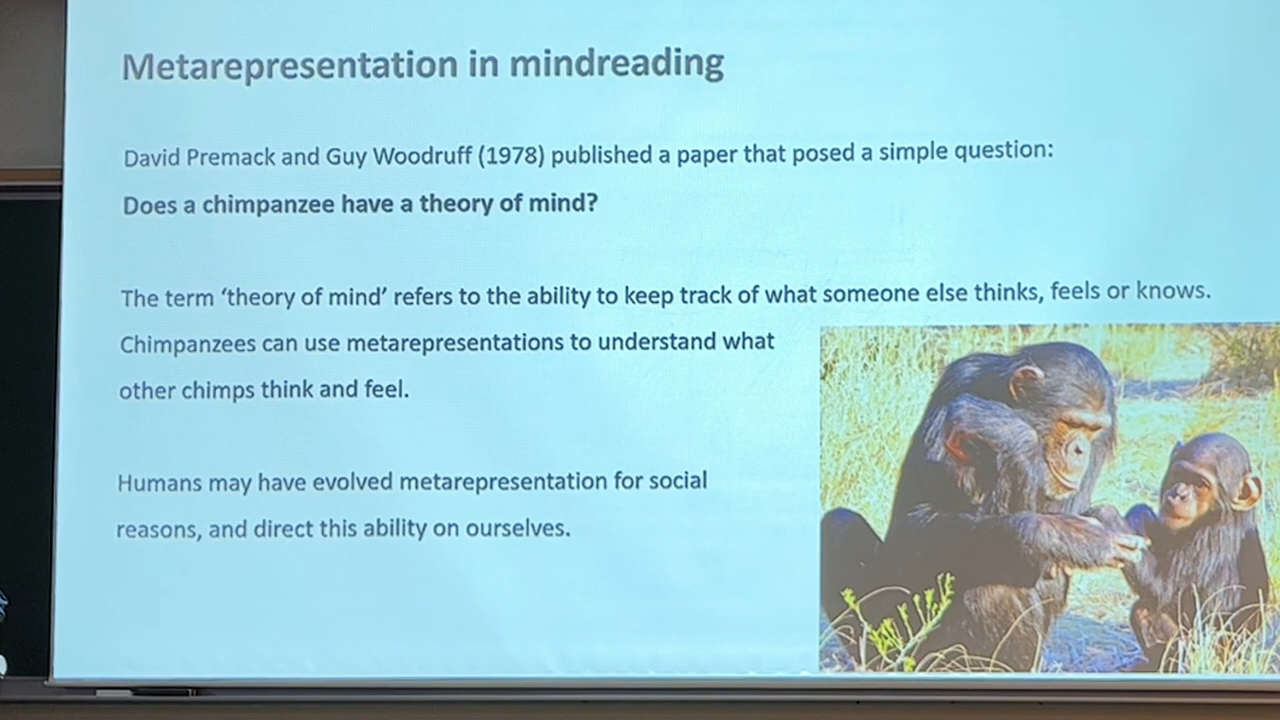 Metarepresentation in mindreading
David Premack and Guy Woodruff (1978) published a paper that posed a simple question:
Does a chimpanzee have a theory of mind?
The term ‘theory of mind’ refers to the ability to keep track of what someone else thinks, feels or knows.
Chimpanzees can use metarepresentations to understand what
other chimps think and feel.
Humans may have evolved metarepresentation for social
reasons, and direct this ability on ourselves.